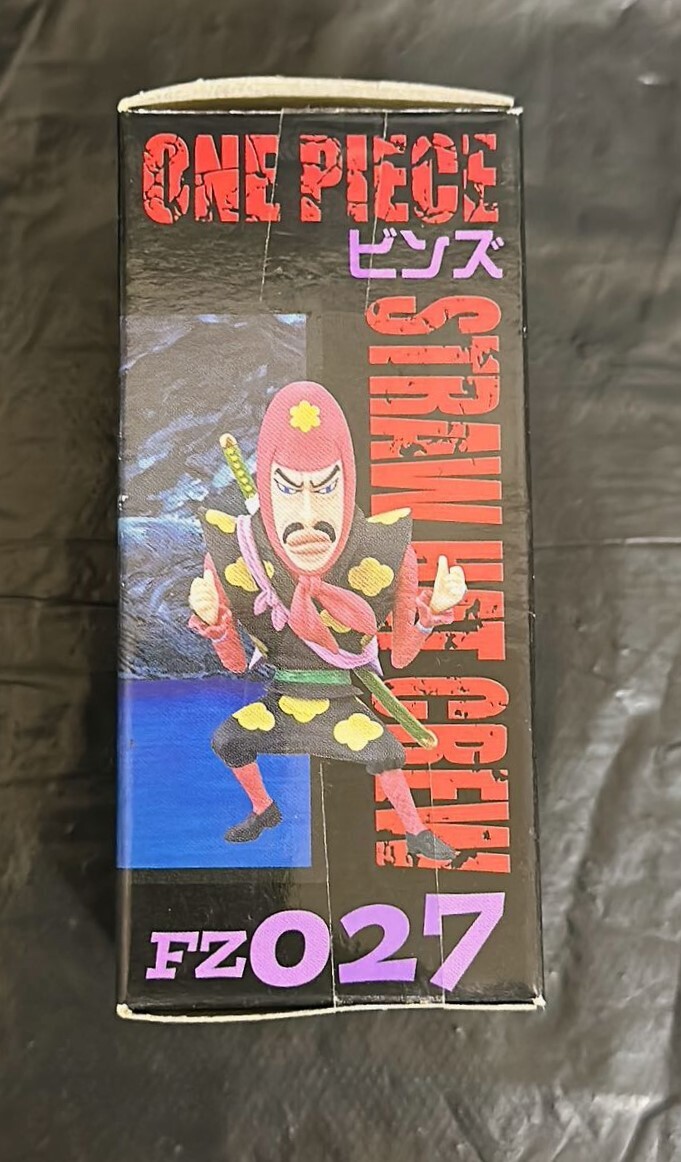 ONE PIECE
ビンズ
STRAW HAT CREW
FZ027